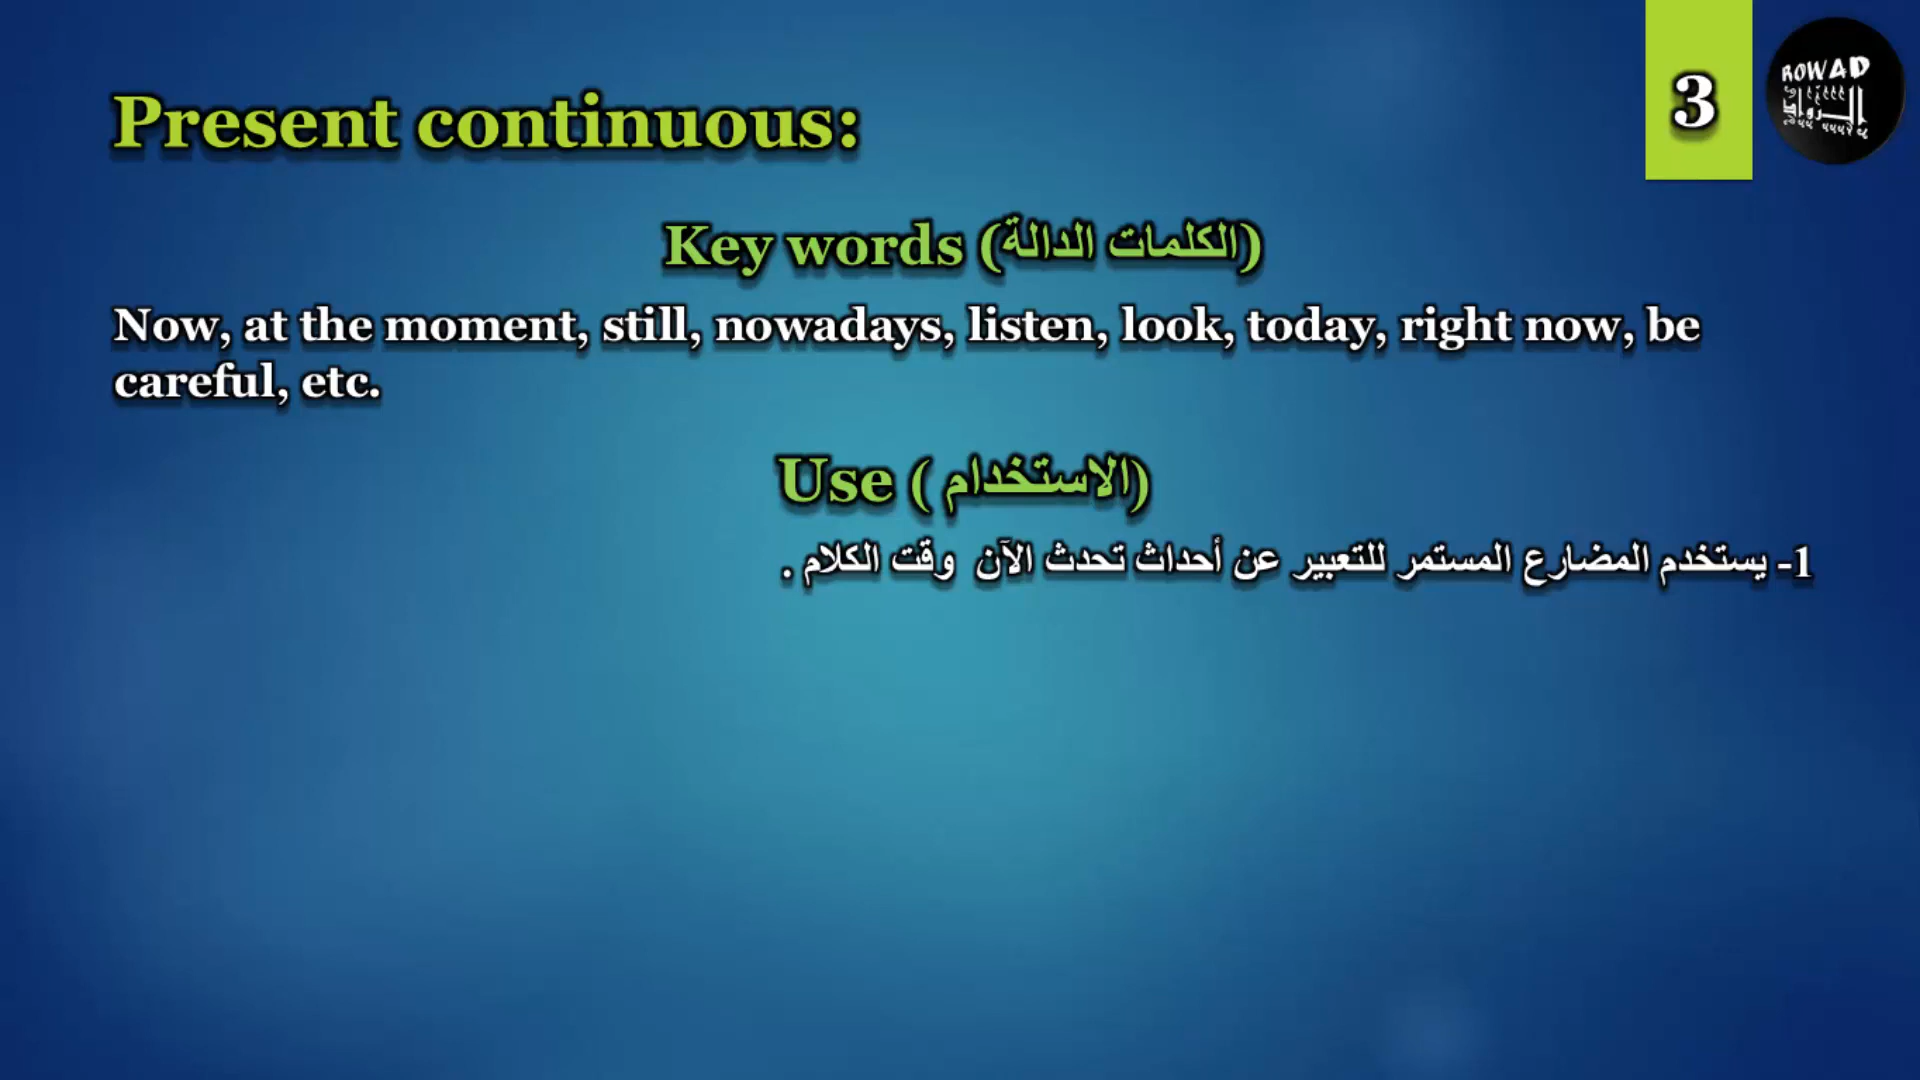 3
ROWAD
الرواد
Present continuous:
Key words (الكلمات الدالة)
Now, at the moment, still, nowadays, listen, look, today, right now, be
careful, etc.
Use ( الاستخدام)
1- يستخدم المضارع المستمر للتعبير عن أحداث تحدث الآن وقت الكلام .